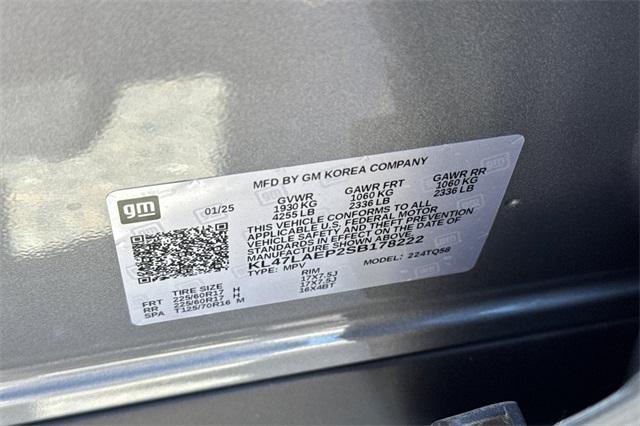 MFD BY GM KOREA COMPANY
gm 01/25 GVWR GAWR FRT GAWR RR
1930 KG 1060 KG 1060 KG
4255 LB 2336 LB 2336 LB
THIS VEHICLE CONFORMS TO ALL
APPLICABLE U.S. FEDERAL MOTOR
VEHICLE SAFETY AND THEFT PREVENTION
STANDARDS IN EFFECT ON THE DATE OF
MANUFACTURE SHOWN ABOVE.
KL47LAEP2SB178222
TYPE: MPV MODEL: 224TQ58
TIRE SIZE RIM
FRT 225/60R17 H 17X7.5J
RR 225/60R17 H 17X7.5J
SPA T125/70R16 M 16X4BT